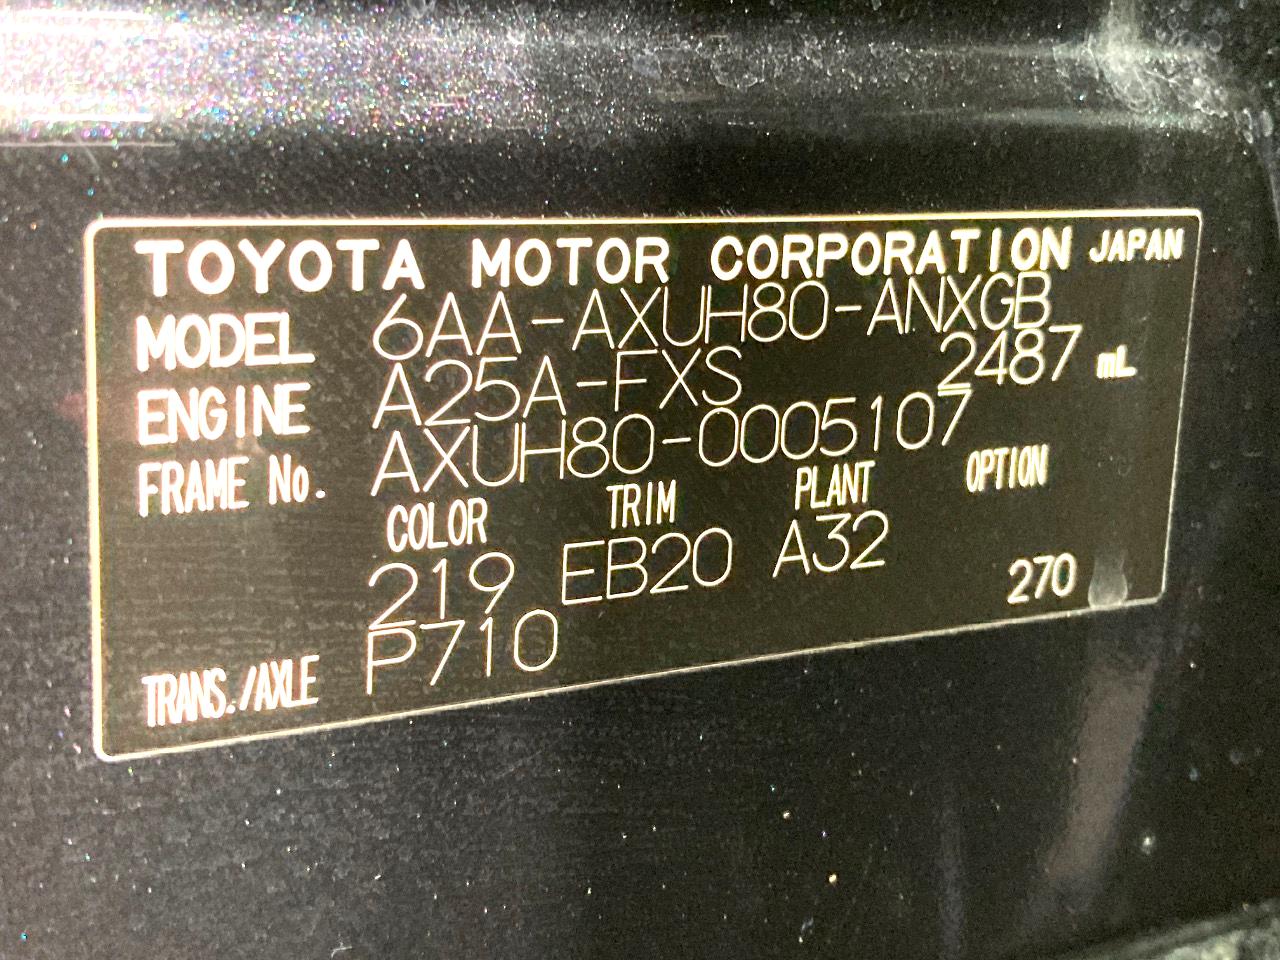 TOYOTA MOTOR CORPORATION JAPAN
MODEL 6AA-AXUH80-ANXGB
ENGINE A25A-FXS 2487 mL
FRAME No. AXUH80-0005107
COLOR TRIM PLANT OPTION
219 EB20 A32
TRANS./AXLE P710 270